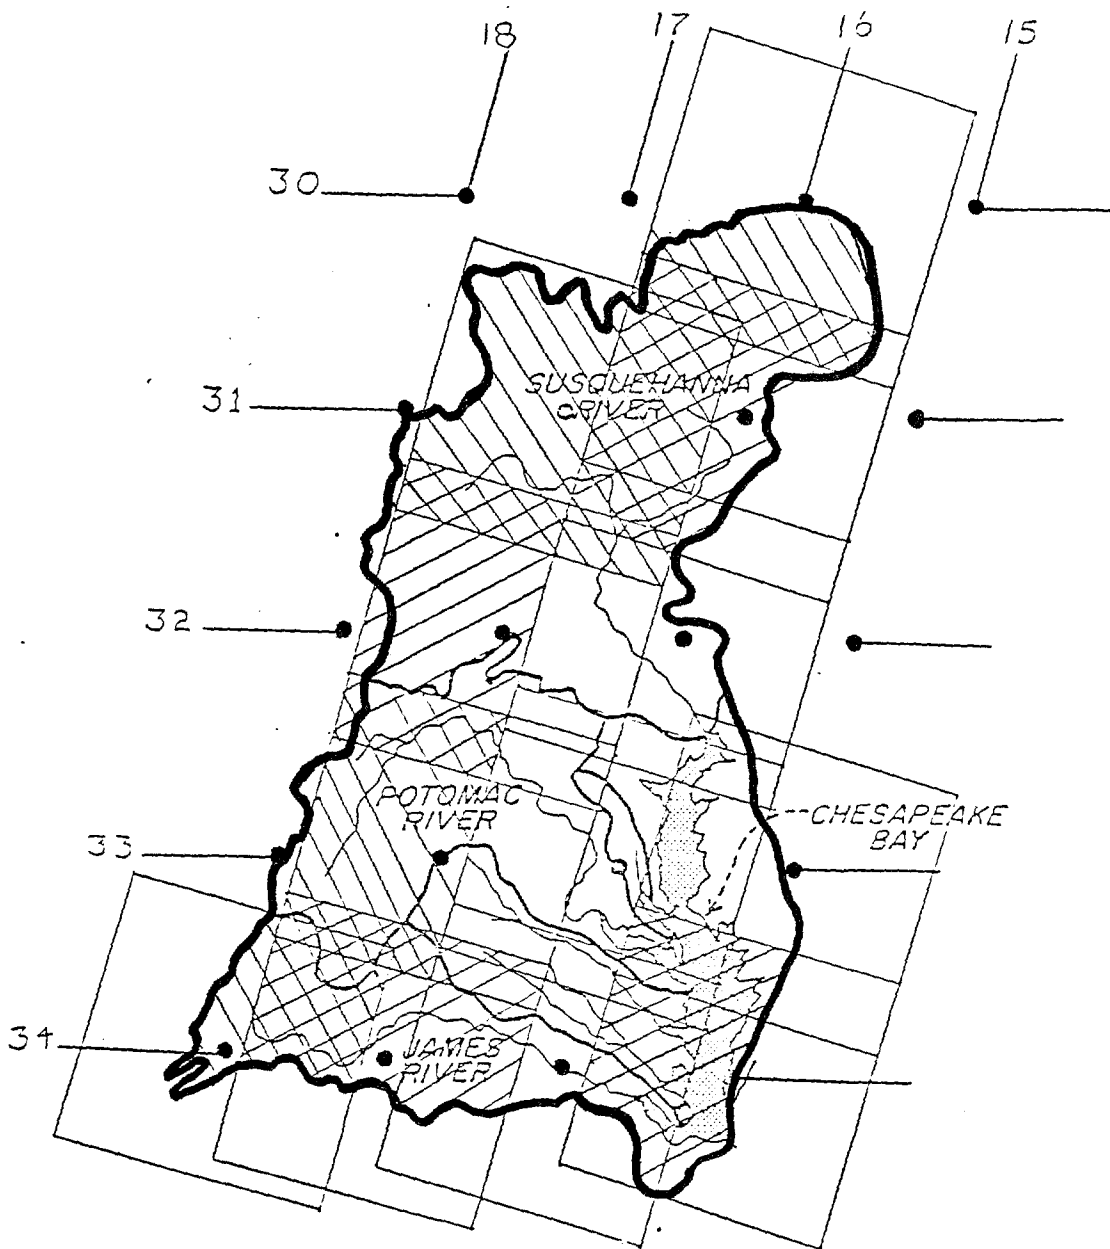 18
17
16
15
30
SUSQUEHANNA
RIVER
31
32
POTOMAC
RIVER
CHESAPEAKE
BAY
33
34
JAMES
RIVER